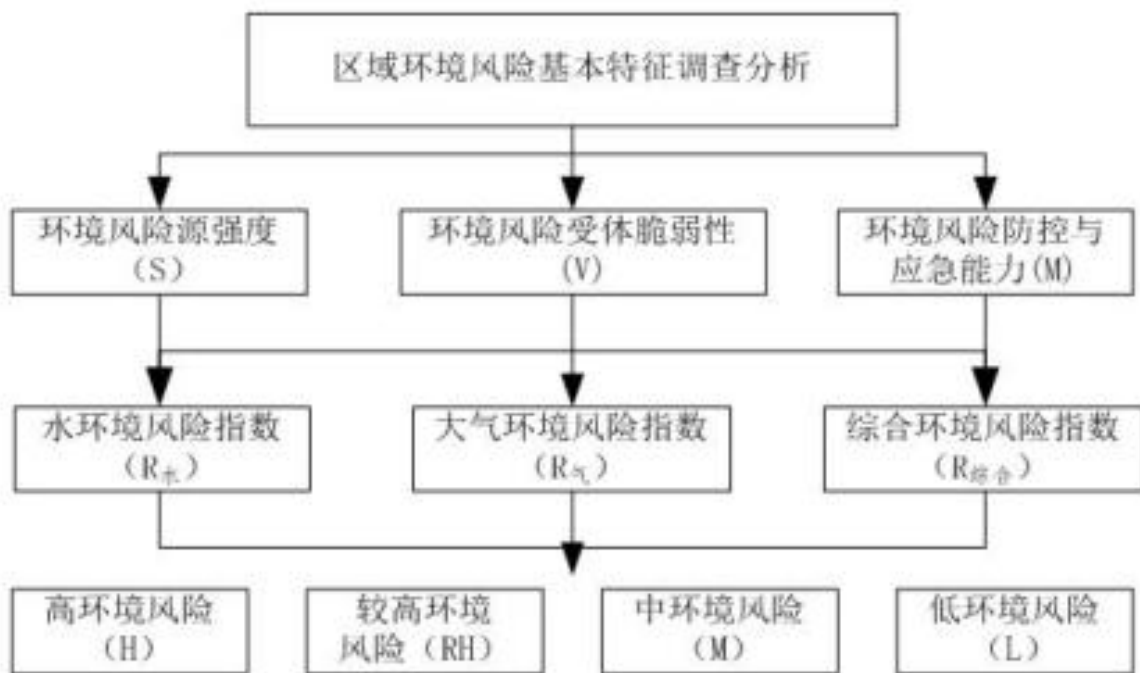 区域环境风险基本特征调查分析
环境风险源强度
（S）
环境风险受体脆弱性
(V)
环境风险防控与
应急能力(M)
水环境风险指数
（R水）
大气环境风险指数
（R气）
综合环境风险指数
（R综合）
高环境风险
（H）
较高环境
风险（RH）
中环境风险
（M）
低环境风险
（L）